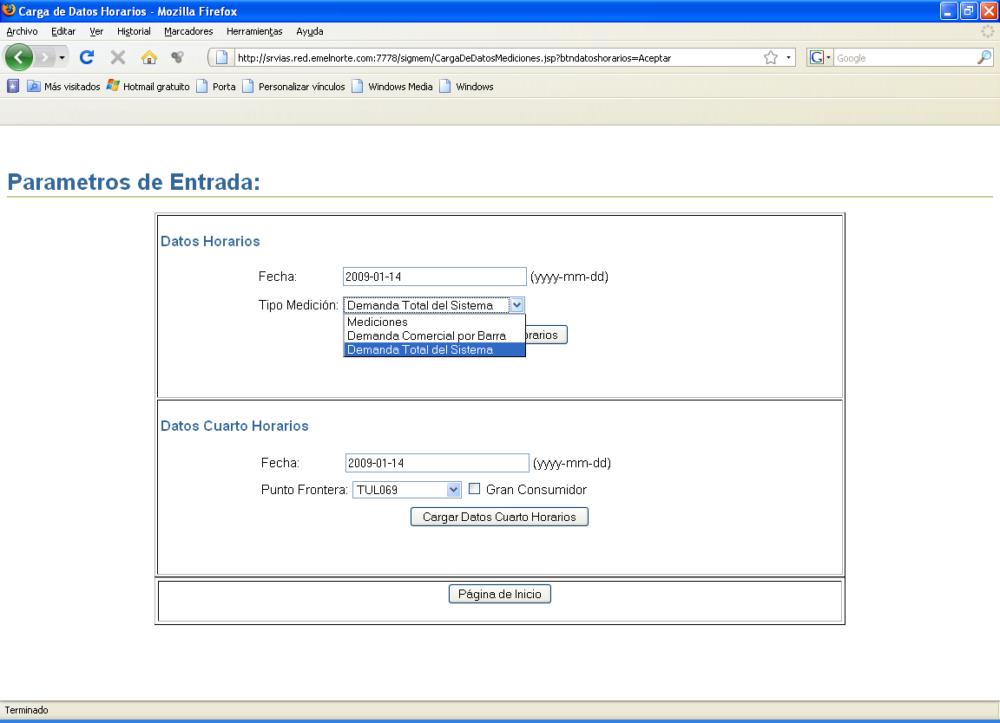 Carga de Datos Horarios - Mozilla Firefox
Archivo Editar Ver Historial Marcadores Herramientas Ayuda
http://srvias.red.emelnorte.com:7778/sigmem/CargaDeDatosMediciones.jsp?btndatoshorarios=Aceptar G Google
Más visitados Hotmail gratuito Porta Personalizar vínculos Windows Media Windows
Parametros de Entrada:
Datos Horarios
Fecha: 2009-01-14 (yyyy-mm-dd)
Tipo Medición: Demanda Total del Sistema
Mediciones
Demanda Comercial por Barra orarios
Demanda Total del Sistema
Datos Cuarto Horarios
Fecha: 2009-01-14 (yyyy-mm-dd)
Punto Frontera: TUL069 Gran Consumidor
Cargar Datos Cuarto Horarios
Página de Inicio
Terminado